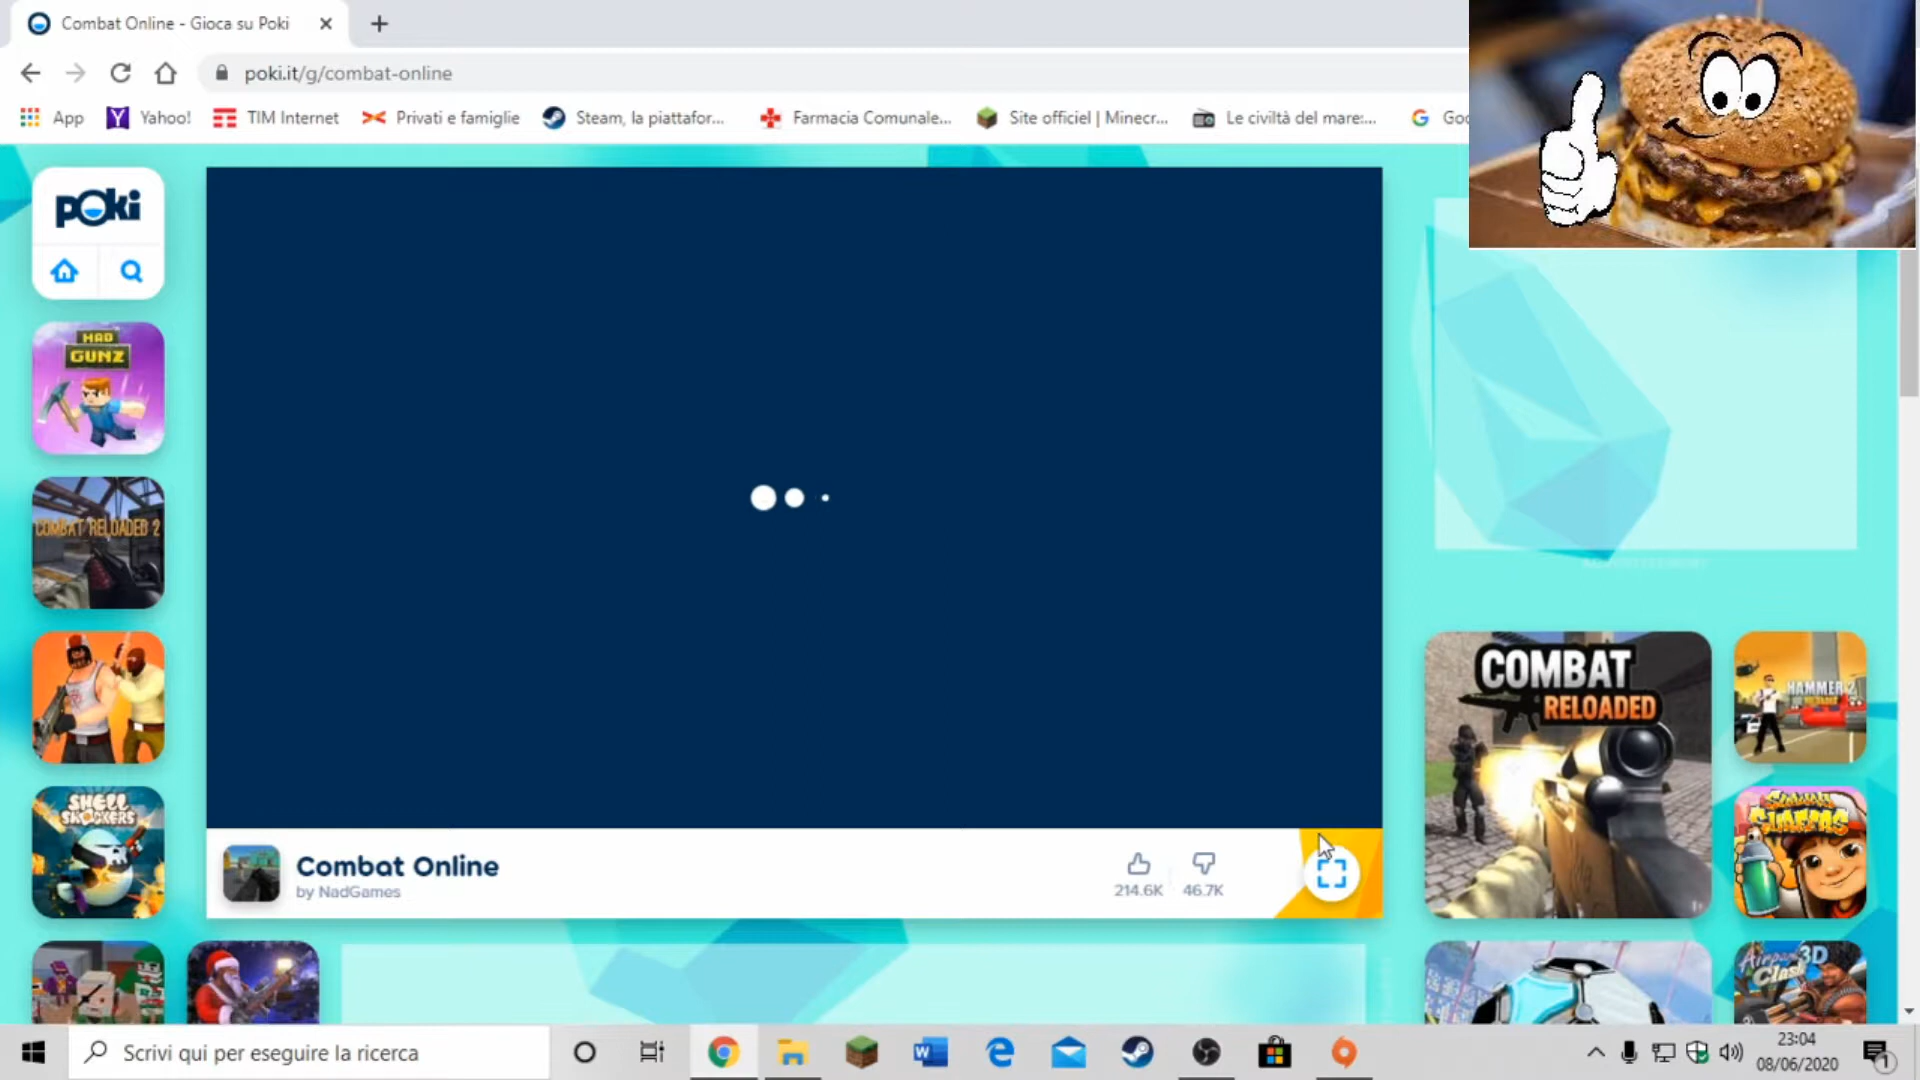 Combat Online - Gioca su Poki
poki.it/g/combat-online
App
Yahoo!
TIM Internet
Privati e famiglie
Steam, la piattafor...
Farmacia Comunale...
Site officiel | Minecr...
Le civiltà del mare:...
Goo
poki
MAD
GUNZ
COMBAT RELOADED 2
SHELL
SHOCKERS
Combat Online
by NadGames
214.6K
46.7K
COMBAT
RELOADED
HAMMER 2
RELOADED
SUBWAY
SURFERS
Airport
Clash 3D
Scrivi qui per eseguire la ricerca
23:04
08/06/2020
1